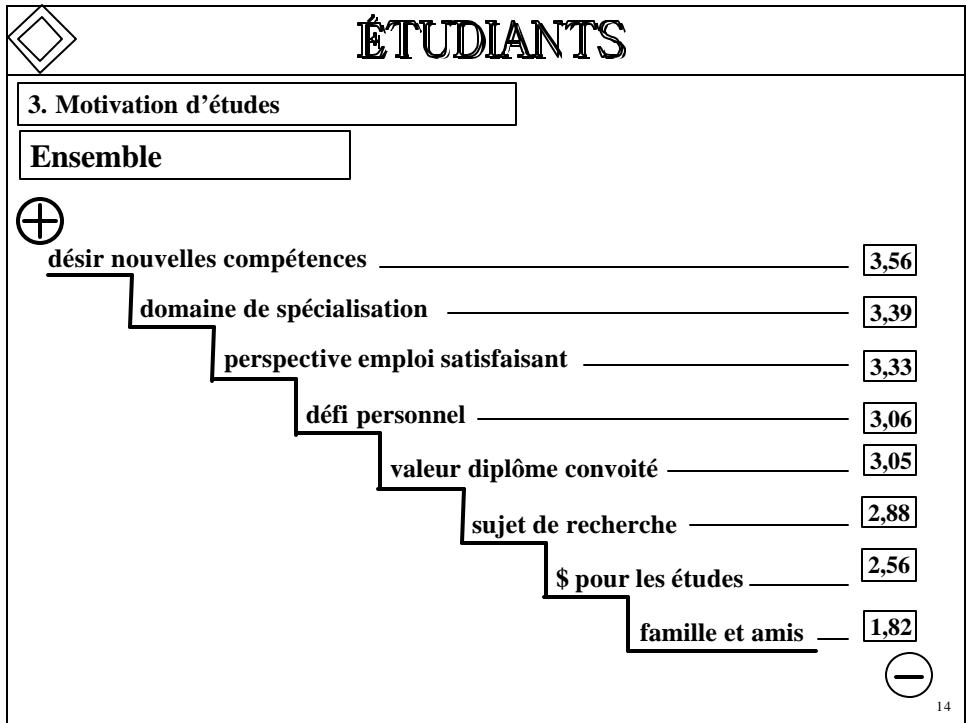 ÉTUDIANTS
3. Motivation d'études
Ensemble
désir nouvelles compétences 3,56
domaine de spécialisation 3,39
perspective emploi satisfaisant 3,33
défi personnel 3,06
valeur diplôme convoité 3,05
sujet de recherche 2,88
$ pour les études 2,56
famille et amis 1,82
14